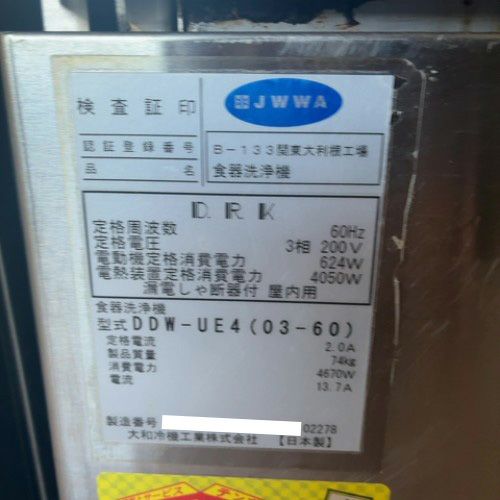 検査証印
JWWA
認証登録番号
B-133関東大利根工場
品名
食器洗浄機
DRK
定格周波数 60Hz
定格電圧 3相 200V
電動機定格消費電力 624W
電熱装置定格消費電力 4050W
漏電しゃ断器付 屋内用
食器洗浄機
型式 DDW-UE4(03-60)
定格電流 2.0A
製品質量 74kg
消費電力 4670W
電流 13.7A
製造番号 02278
大和冷機工業株式会社 【日本製】
サービス